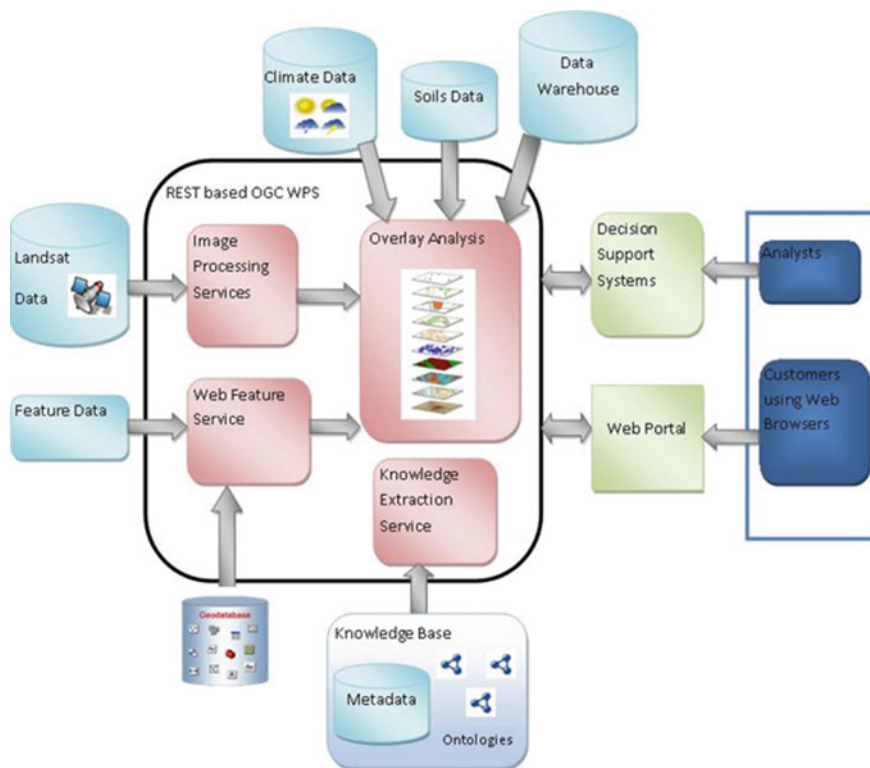 Climate Data
Soils Data
Data
Warehouse
REST based OGC WPS
Landsat
Data
Image
Processing
Services
Overlay Analysis
Decision
Support
Systems
Analysts
Feature Data
Web Feature
Service
Web Portal
Customers
using Web
Browsers
Knowledge
Extraction
Service
Geodatabase
Knowledge Base
Metadata
Ontologies